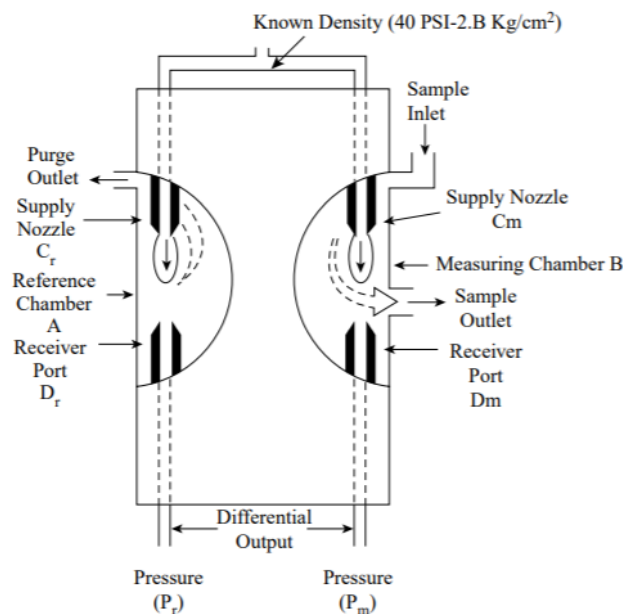 Known Density (40 PSI-2.B Kg/cm²)
Sample
Inlet
Purge
Outlet
Supply
Nozzle
Cᵣ
Reference
Chamber
A
Receiver
Port
Dᵣ
Supply Nozzle
Cm
Measuring Chamber B
Sample
Outlet
Receiver
Port
Dm
Differential
Output
Pressure
(Pᵣ)
Pressure
(Pₘ)